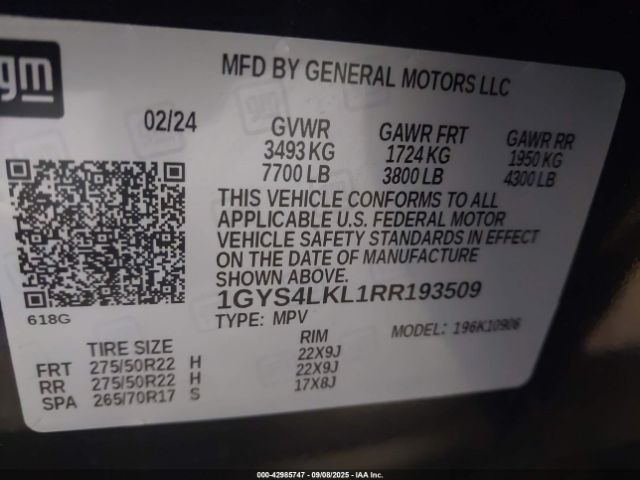 gm
MFD BY GENERAL MOTORS LLC
02/24 GVWR GAWR FRT GAWR RR
3493 KG 1724 KG 1950 KG
7700 LB 3800 LB 4300 LB
THIS VEHICLE CONFORMS TO ALL
APPLICABLE U.S. FEDERAL MOTOR
VEHICLE SAFETY STANDARDS IN EFFECT
ON THE DATE OF MANUFACTURE
SHOWN ABOVE.
1GYS4LKL1RR193509
618G TYPE: MPV MODEL: 196K10906
TIRE SIZE RIM
FRT 275/50R22 H 22X9J
RR 275/50R22 H 22X9J
SPA 265/70R17 S 17X8J
000-42985747 | 09/08/2025 | IAA Inc.